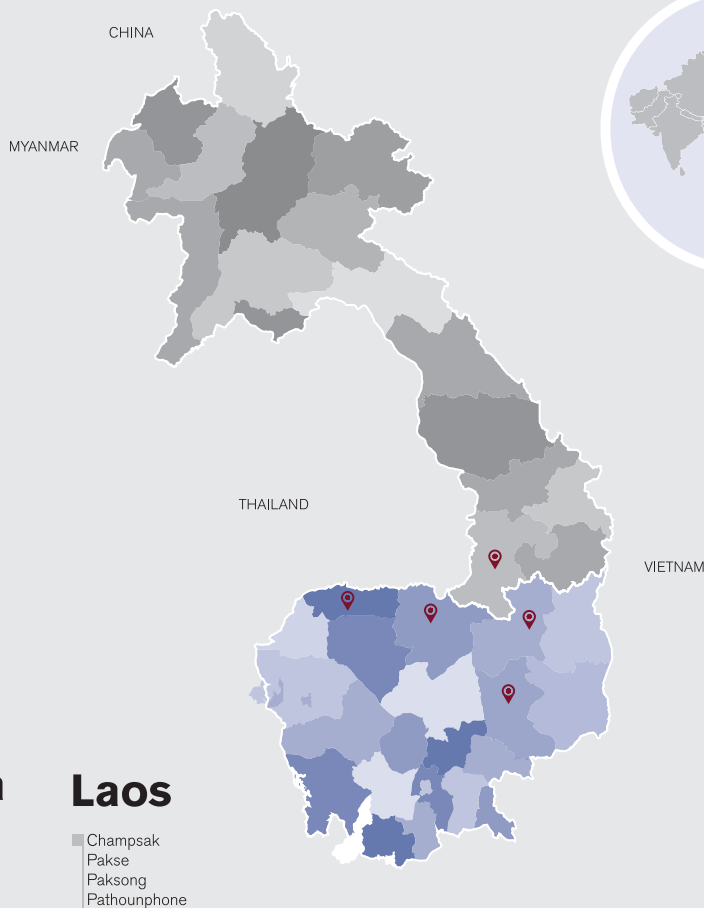 CHINA
MYANMAR
THAILAND
VIETNAM
Laos
Champsak
Pakse
Paksong
Pathounphone